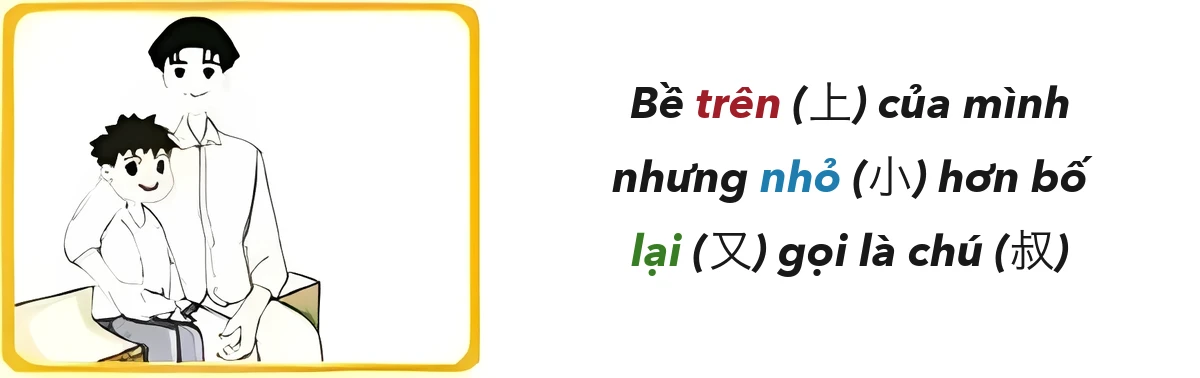 Bề trên (上) của mình
nhưng nhỏ (小) hơn bố
lại (又) gọi là chú (叔)